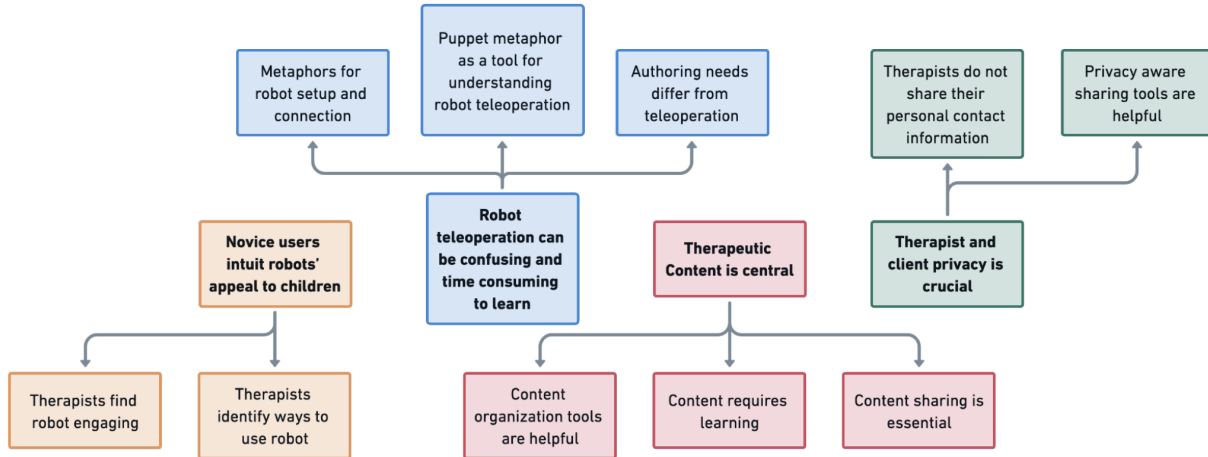 Metaphors for
robot setup and
connection
Puppet metaphor
as a tool for
understanding
robot teleoperation
Authoring needs
differ from
teleoperation
Therapists do not
share their
personal contact
information
Privacy aware
sharing tools are
helpful
Novice users
intuit robots'
appeal to children
Robot
teleoperation can
be confusing and
time consuming
to learn
Therapeutic
Content is central
Therapist and
client privacy is
crucial
Therapists find
robot engaging
Therapists
identify ways to
use robot
Content
organization tools
are helpful
Content requires
learning
Content sharing is
essential